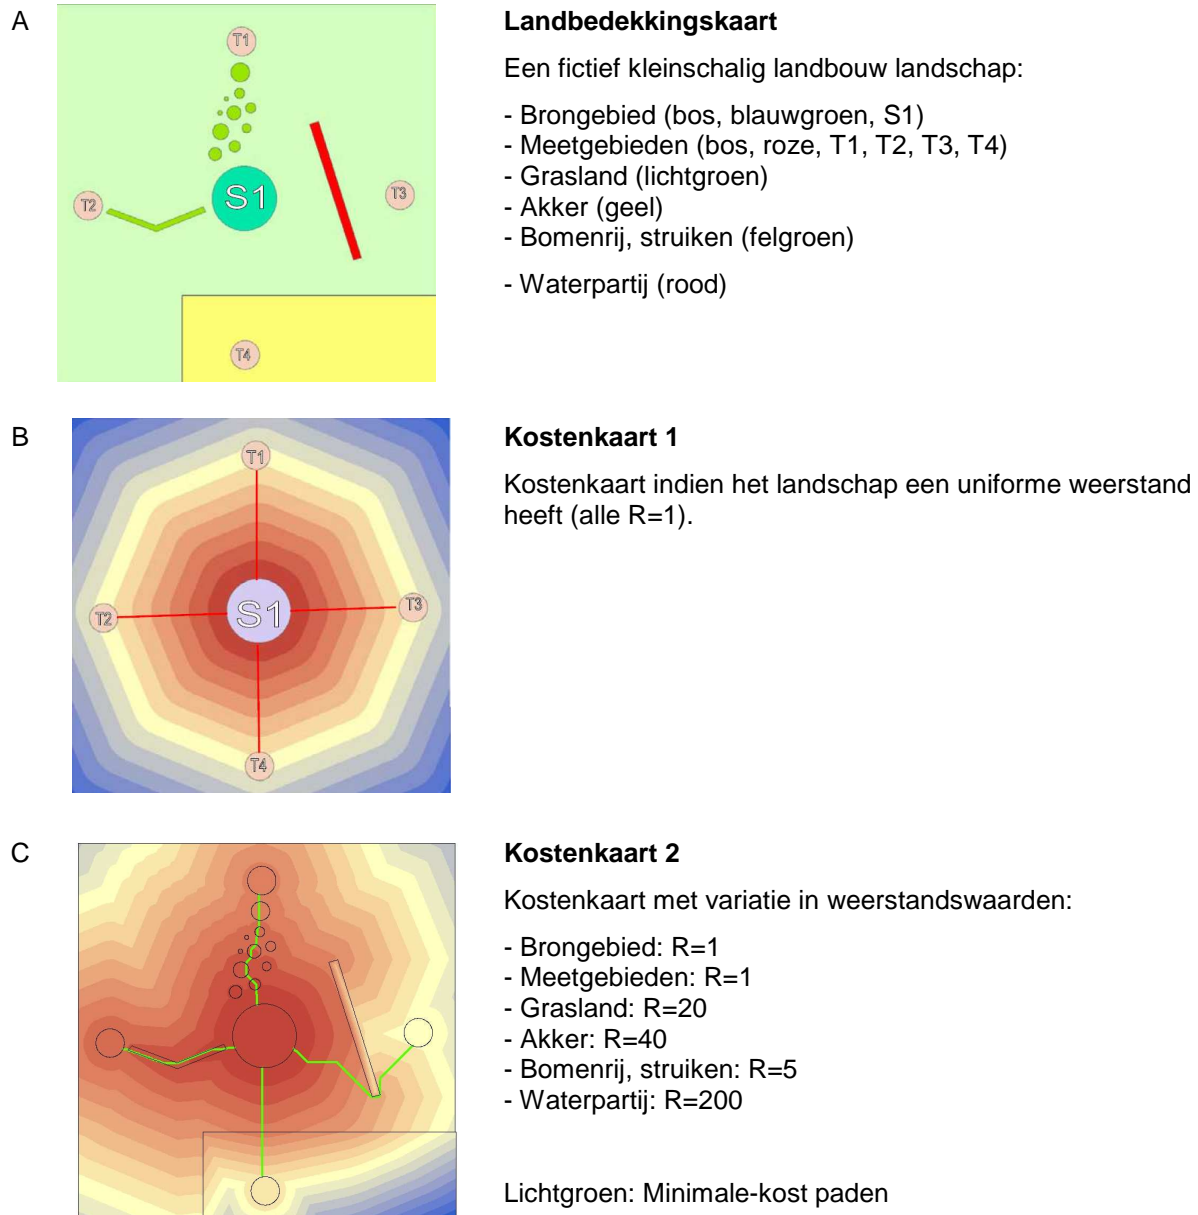 A
T1
T2
S1
T3
T4
Landbedekkingskaart
Een fictief kleinschalig landbouw landschap:
- Brongebied (bos, blauwgroen, S1)
- Meetgebieden (bos, roze, T1, T2, T3, T4)
- Grasland (lichtgroen)
- Akker (geel)
- Bomenrij, struiken (felgroen)
- Waterpartij (rood)
B
T1
T2
S1
T3
T4
Kostenkaart 1
Kostenkaart indien het landschap een uniforme weerstand
heeft (alle R=1).
C
Kostenkaart 2
Kostenkaart met variatie in weerstandswaarden:
- Brongebied: R=1
- Meetgebieden: R=1
- Grasland: R=20
- Akker: R=40
- Bomenrij, struiken: R=5
- Waterpartij: R=200
Lichtgroen: Minimale-kost paden